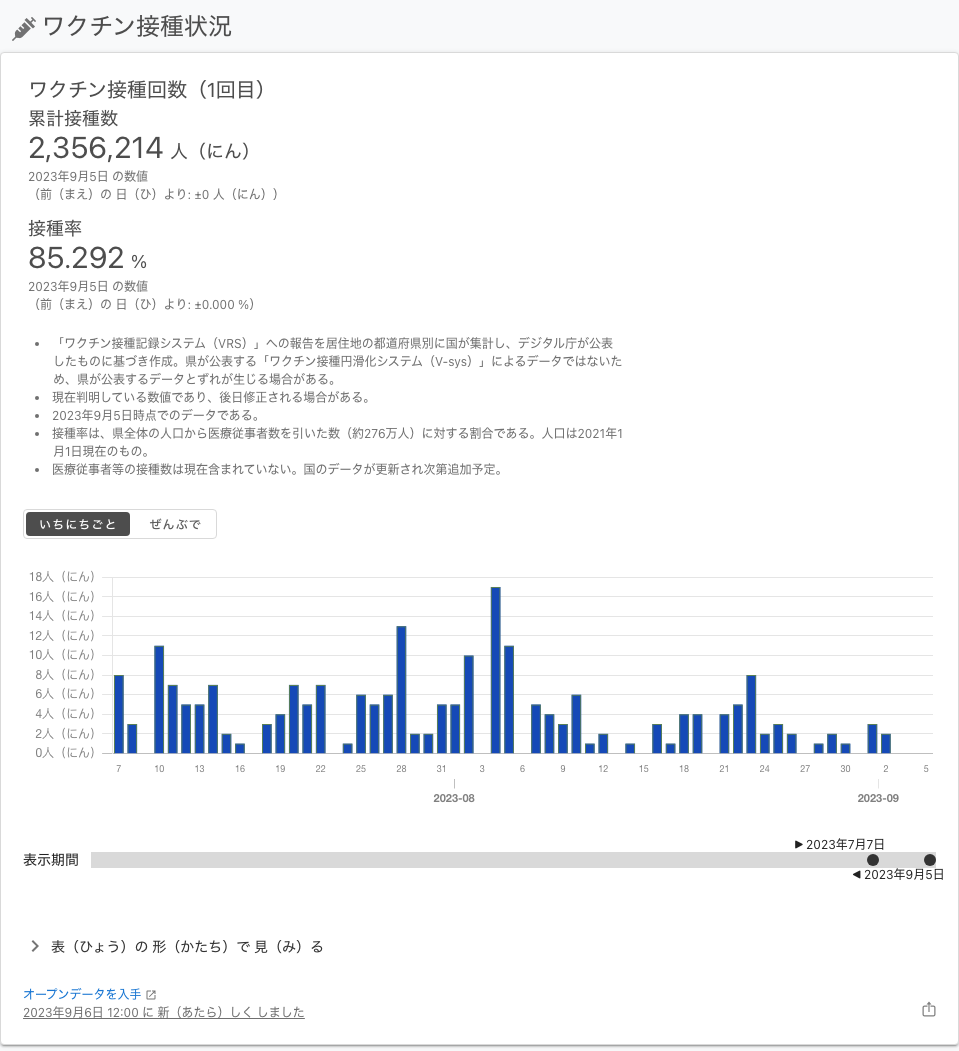 ワクチン接種状況
ワクチン接種回数（1回目）
累計接種数
2,356,214 人（にん）
2023年9月5日 の数値
（前（まえ）の 日（ひ）より: ±0 人（にん））
接種率
85.292 %
2023年9月5日 の数値
（前（まえ）の 日（ひ）より: ±0.000 %）
• 「ワクチン接種記録システム（VRS）」への報告を居住地の都道府県別に国が集計し、デジタル庁が公表
したものに基づき作成。県が公表する「ワクチン接種円滑化システム（V-sys）」によるデータではないた
め、県が公表するデータとずれが生じる場合がある。
• 現在判明している数値であり、後日修正される場合がある。
• 2023年9月5日時点でのデータである。
• 接種率は、県全体の人口から医療従事者数を引いた数（約276万人）に対する割合である。人口は2021年1
月1日現在のもの。
• 医療従事者等の接種数は現在含まれていない。国のデータが更新され次第追加予定。
いちにちごと ぜんぶで
18人（にん）
16人（にん）
14人（にん）
12人（にん）
10人（にん）
8人（にん）
6人（にん）
4人（にん）
2人（にん）
0人（にん）
7 10 13 16 19 22 25 28 31 3 6 9 12 15 18 21 24 27 30 2 5
2023-08 2023-09
▶ 2023年7月7日
表示期間
◀ 2023年9月5日
表（ひょう）の 形（かたち）で 見（み）る
オープンデータを入手
2023年9月6日 12:00 に 新（あたら）しく しました